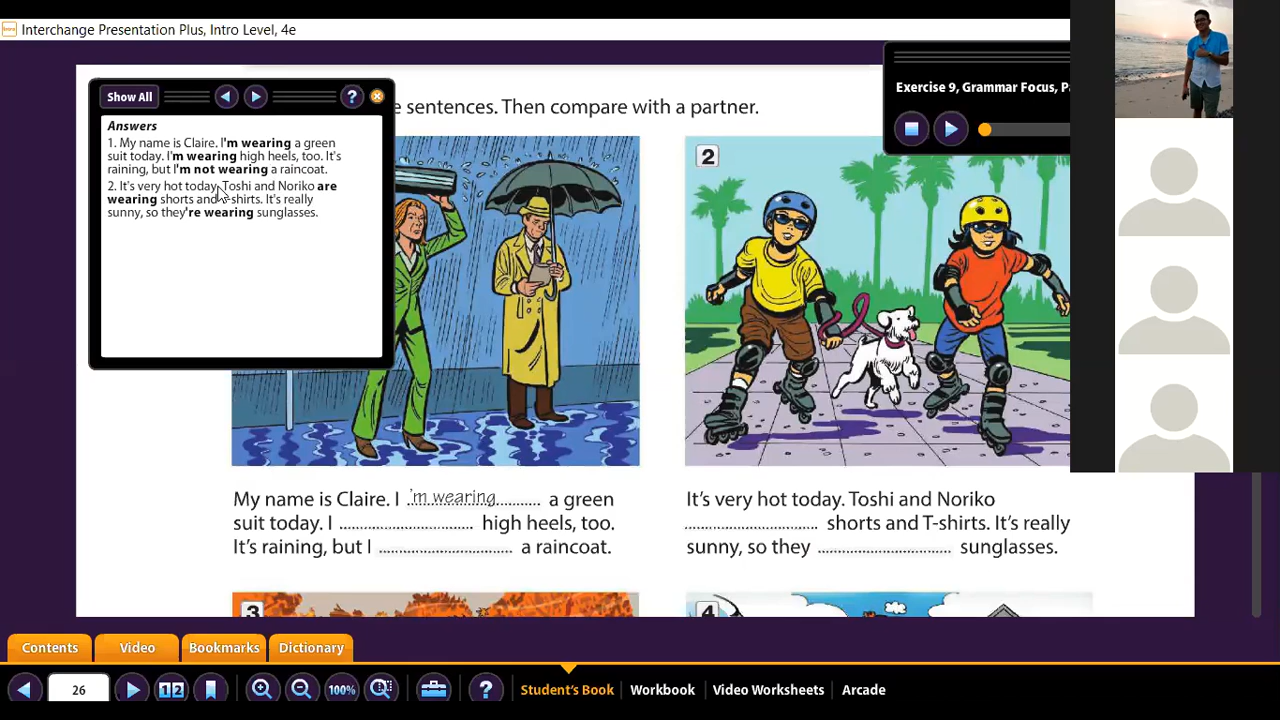 Interchange Presentation Plus, Intro Level, 4e
Show All
?
Answers
1. My name is Claire. I'm wearing a green
suit today. I'm wearing high heels, too. It's
raining, but I'm not wearing a raincoat.
2. It's very hot today. Toshi and Noriko are
wearing shorts and T-shirts. It's really
sunny, so they're wearing sunglasses.
e sentences. Then compare with a partner.
Exercise 9, Grammar Focus, Pa
2
My name is Claire. I 'm wearing a green
suit today. I ........ high heels, too.
It's raining, but I ........ a raincoat.
It's very hot today. Toshi and Noriko
........ shorts and T-shirts. It's really
sunny, so they ........ sunglasses.
3
4
Contents
Video
Bookmarks
Dictionary
26
1 2
100%
?
Student's Book
Workbook
Video Worksheets
Arcade